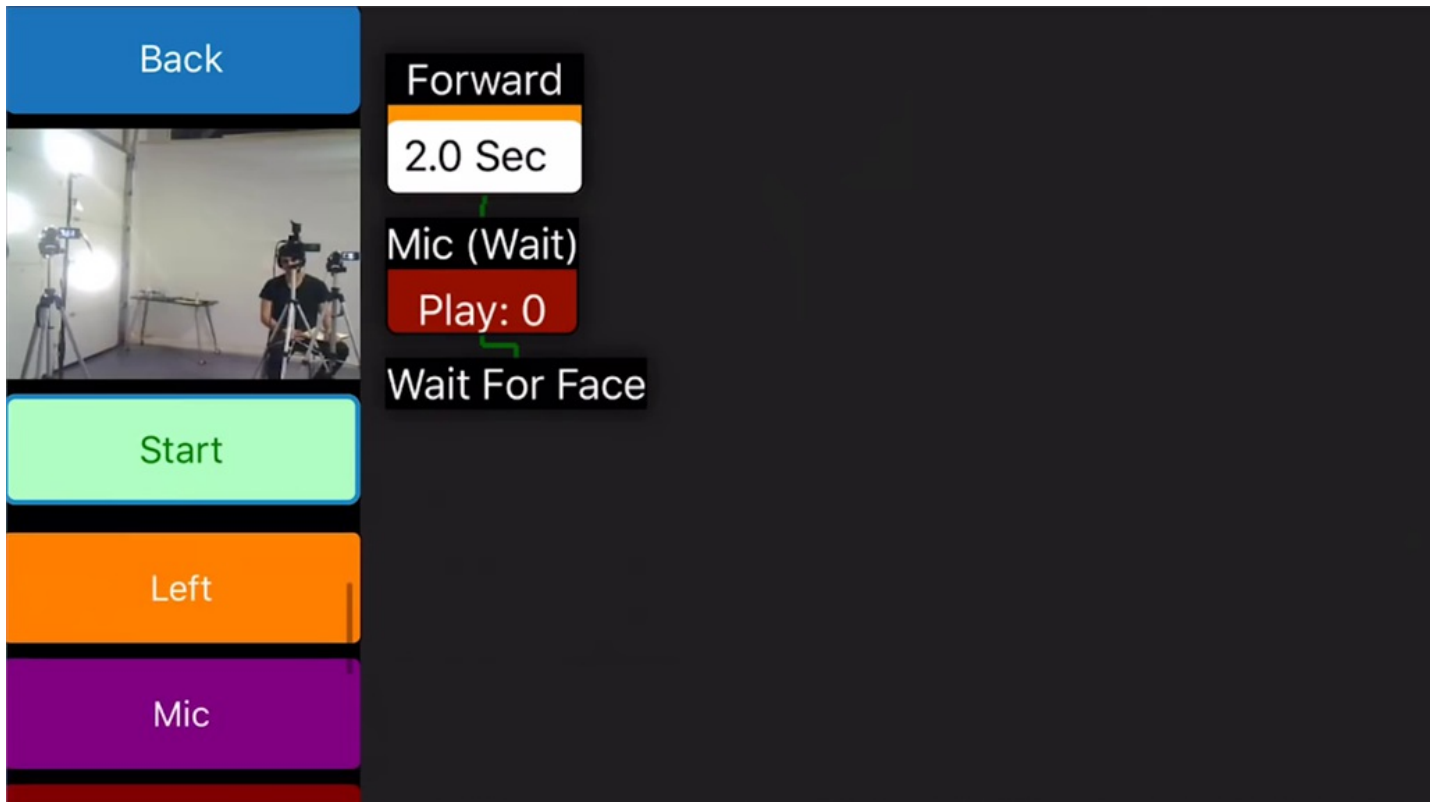 Back
Start
Left
Mic
Forward
2.0 Sec
Mic (Wait)
Play: 0
Wait For Face